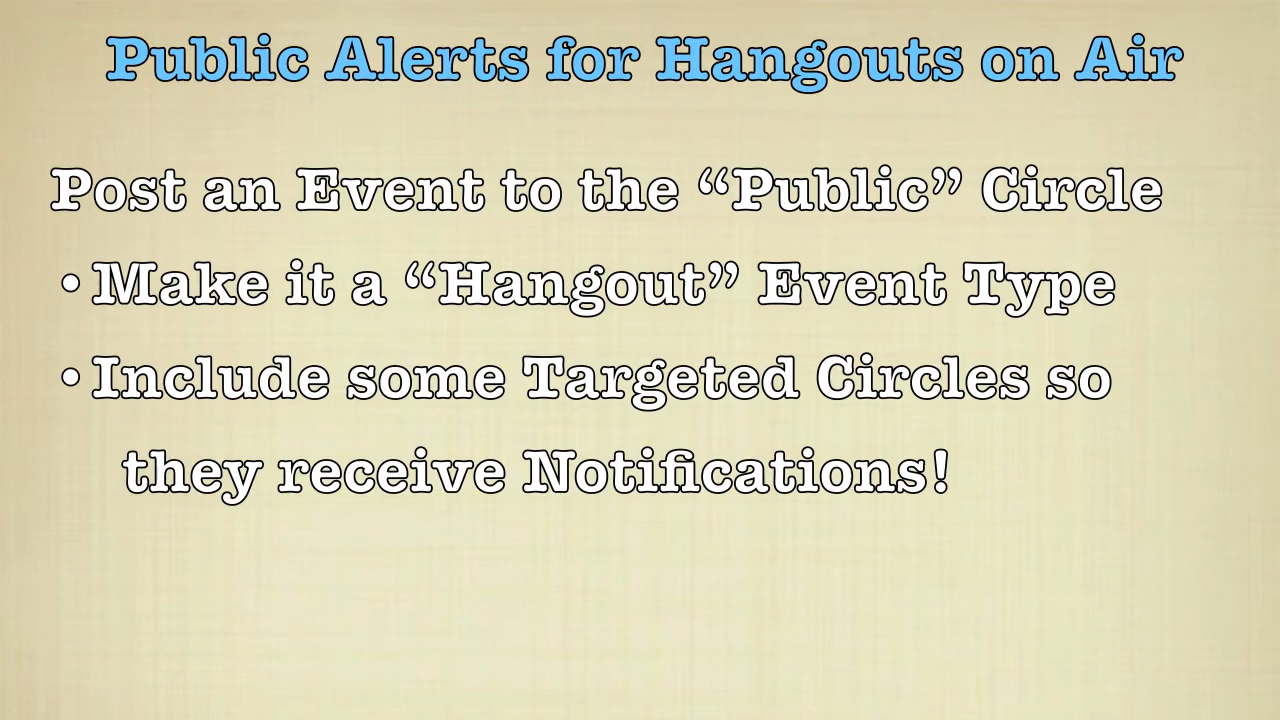 Public Alerts for Hangouts on Air
Post an Event to the “Public” Circle
• Make it a “Hangout” Event Type
• Include some Targeted Circles so
they receive Notifications!